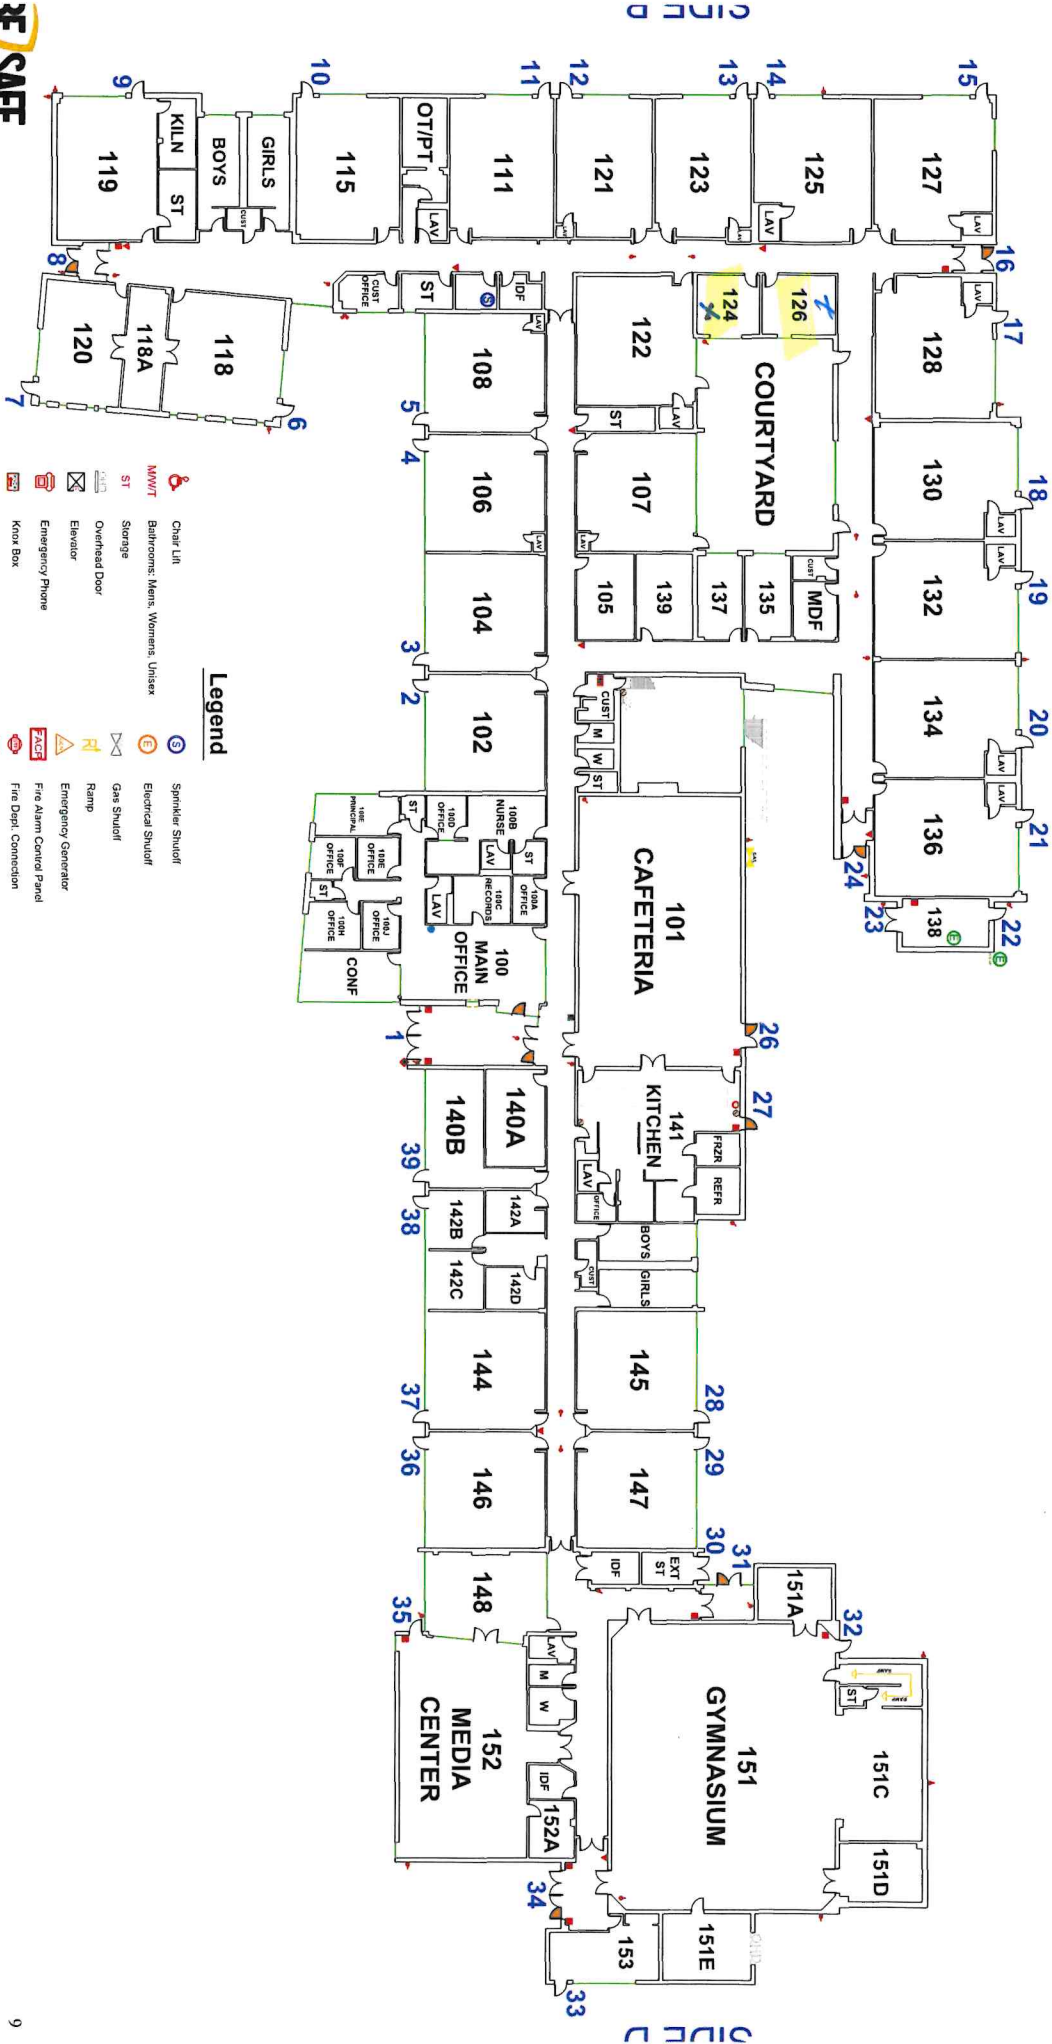 RE SAFE
SIDE B
9
10
11
12
13
14
15
119
KILN
ST
BOYS
GIRLS
CUST
115
OT/PT
LAV
111
121
LAV
123
LAV
125
LAV
127
LAV
8
16
120
118A
118
CUST
OFFICE
ST
S
IDF
LAV
122
124
126
LAV
128
17
7
6
5
108
ST
LAV
COURTYARD
4
106
LAV
107
LAV
130
LAV
18
104
105
139
137
135
CUST
MDF
132
LAV
19
3
2
102
CUST
M
W
ST
134
LAV
20
136
LAV
21
24
23
138
E
22
E
100E
PRINCIPAL
ST
100D
OFFICE
100B
NURSE
LAV
ST
100F
OFFICE
100E
OFFICE
ST
100H
OFFICE
100J
OFFICE
LAV
100C
RECORDS
100A
OFFICE
CONF
100
MAIN
OFFICE
101
CAFETERIA
26
1
27
140B
140A
141
KITCHEN
FRZR
REFR
LAV
OFFICE
39
38
142B
142A
142C
142D
BOYS
GIRLS
CUST
144
145
37
28
36
146
147
29
30
31
IDF
EXT
ST
148
35
151A
32
152
MEDIA
CENTER
LAV
M
W
IDF
152A
151
GYMNASIUM
RAMP
RAMP
ST
151C
151D
34
153
151E
OHD
33
SIDE D
Legend
Chair Lift
M/W/T Bathrooms: Mens, Womens, Unisex
ST Storage
OHD Overhead Door
Elevator
Emergency Phone
Knox Box
S Sprinkler Shutoff
E Electrical Shutoff
Gas Shutoff
R Ramp
Emergency Generator
FACP Fire Alarm Control Panel
Fire Dept. Connection
9